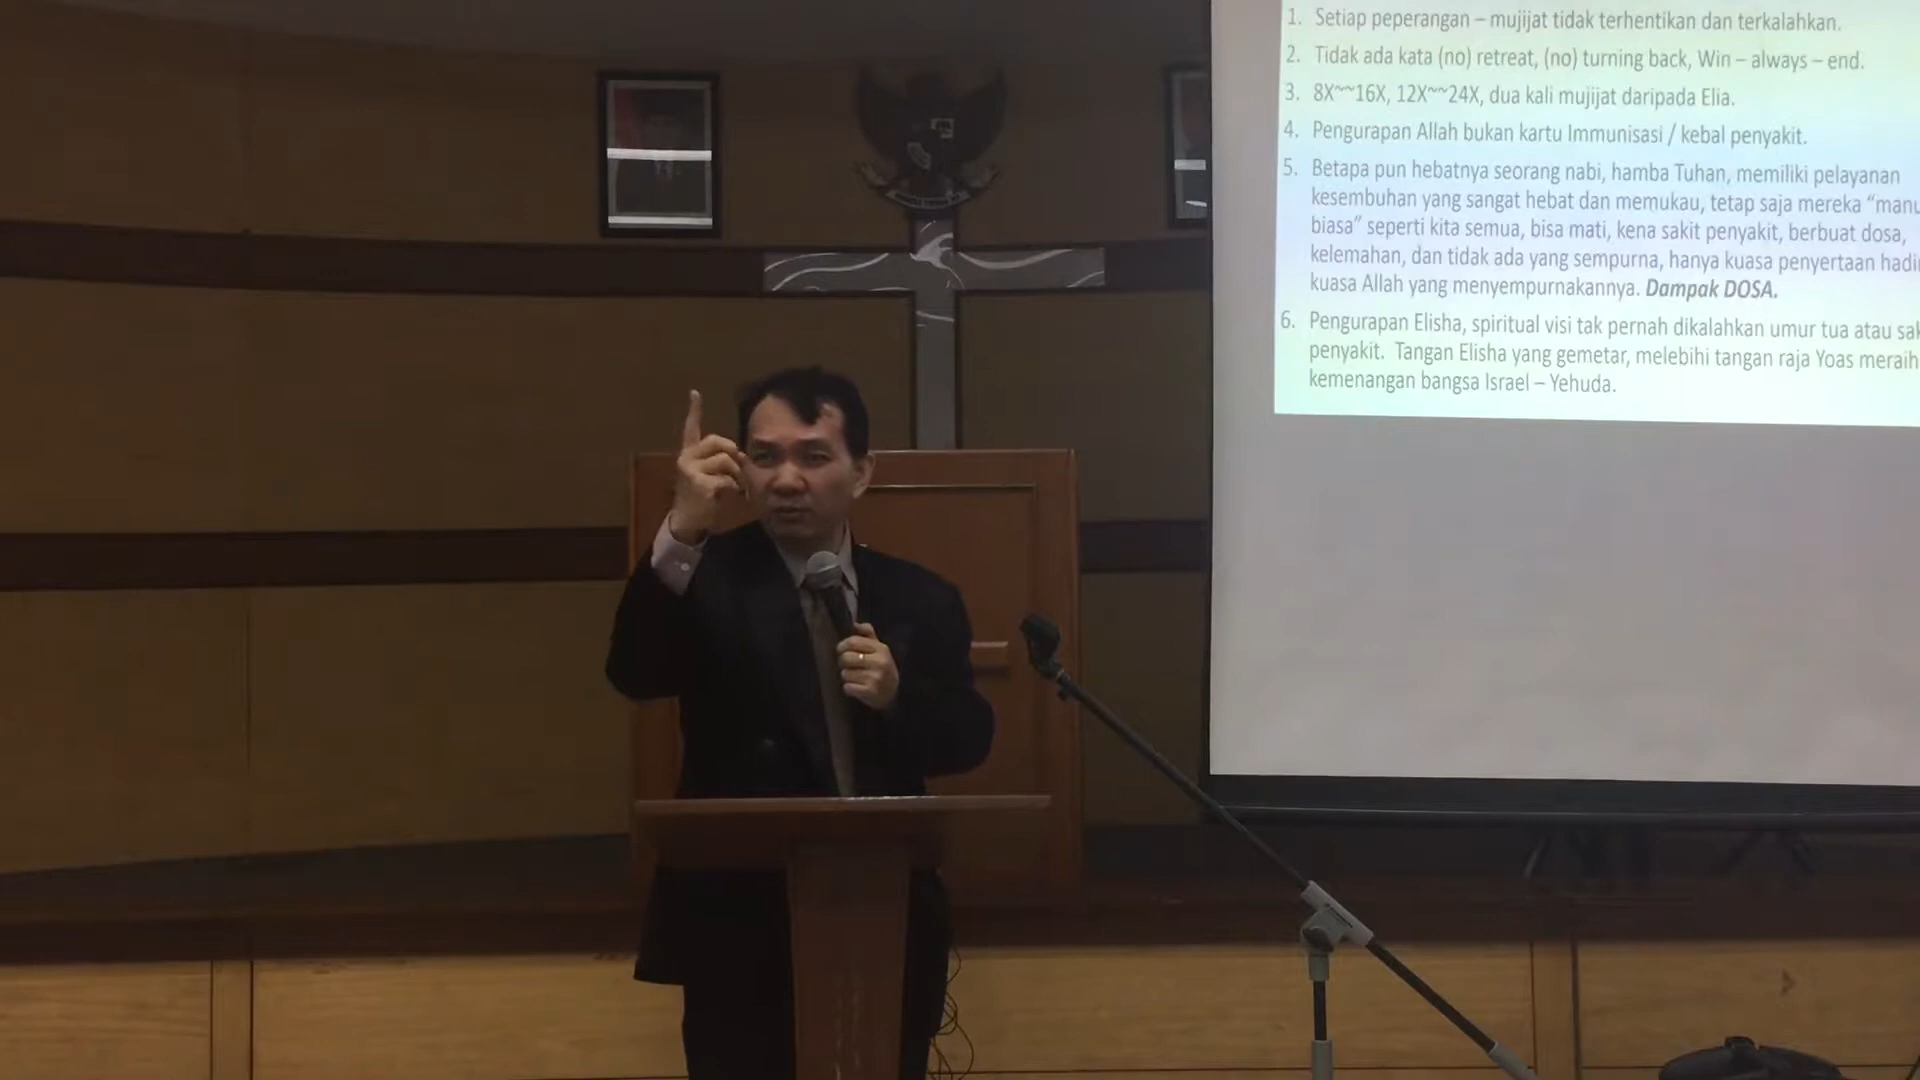 1. Setiap peperangan – mujijat tidak terhentikan dan terkalahkan.
2. Tidak ada kata (no) retreat, (no) turning back, Win – always – end.
3. 8X~~16X, 12X~~24X, dua kali mujijat daripada Elia.
4. Pengurapan Allah bukan kartu Immunisasi / kebal penyakit.
5. Betapa pun hebatnya seorang nabi, hamba Tuhan, memiliki pelayanan
kesembuhan yang sangat hebat dan memukau, tetap saja mereka “manu
biasa” seperti kita semua, bisa mati, kena sakit penyakit, berbuat dosa,
kelemahan, dan tidak ada yang sempurna, hanya kuasa penyertaan hadi
kuasa Allah yang menyempurnakannya. Dampak DOSA.
6. Pengurapan Elisha, spiritual visi tak pernah dikalahkan umur tua atau sak
penyakit. Tangan Elisha yang gemetar, melebihi tangan raja Yoas meraih
kemenangan bangsa Israel – Yehuda.